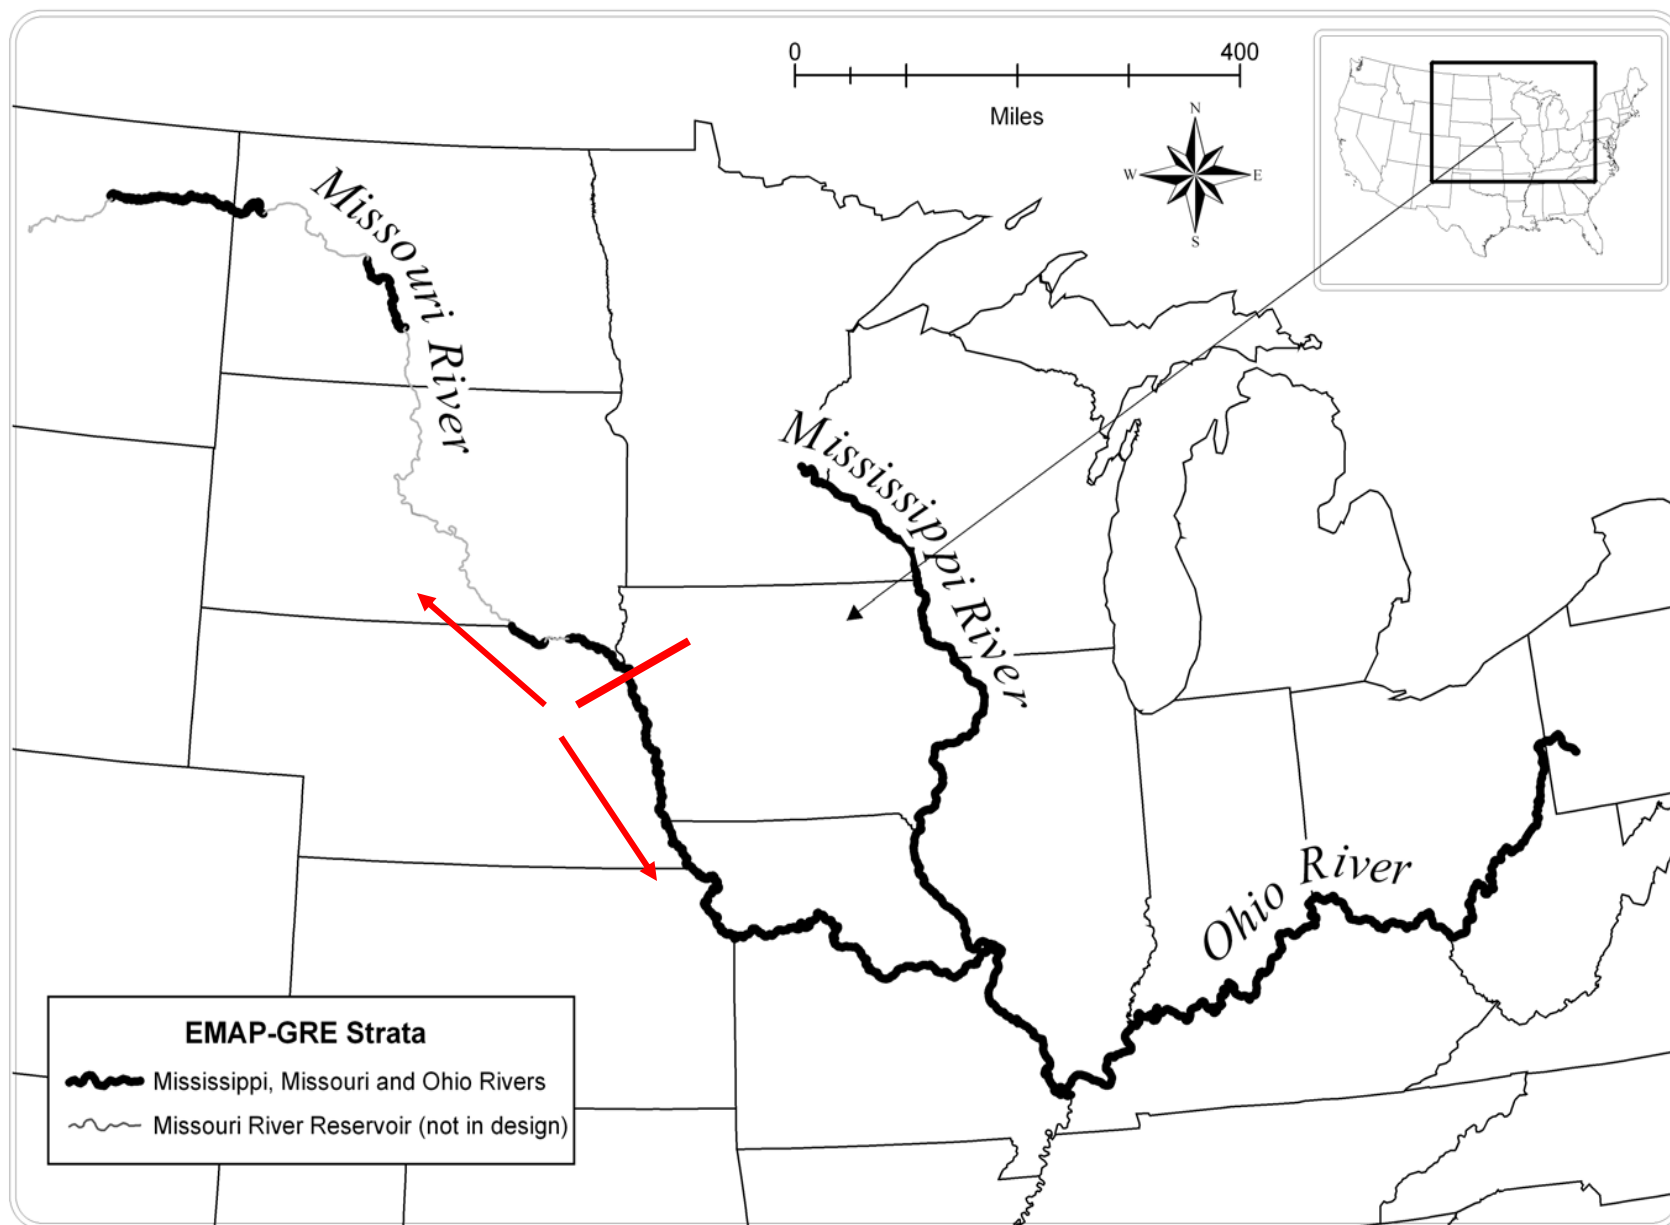 0 400
Miles
N
W E
S
Missouri River
Mississippi River
Ohio River
EMAP-GRE Strata
Mississippi, Missouri and Ohio Rivers
Missouri River Reservoir (not in design)